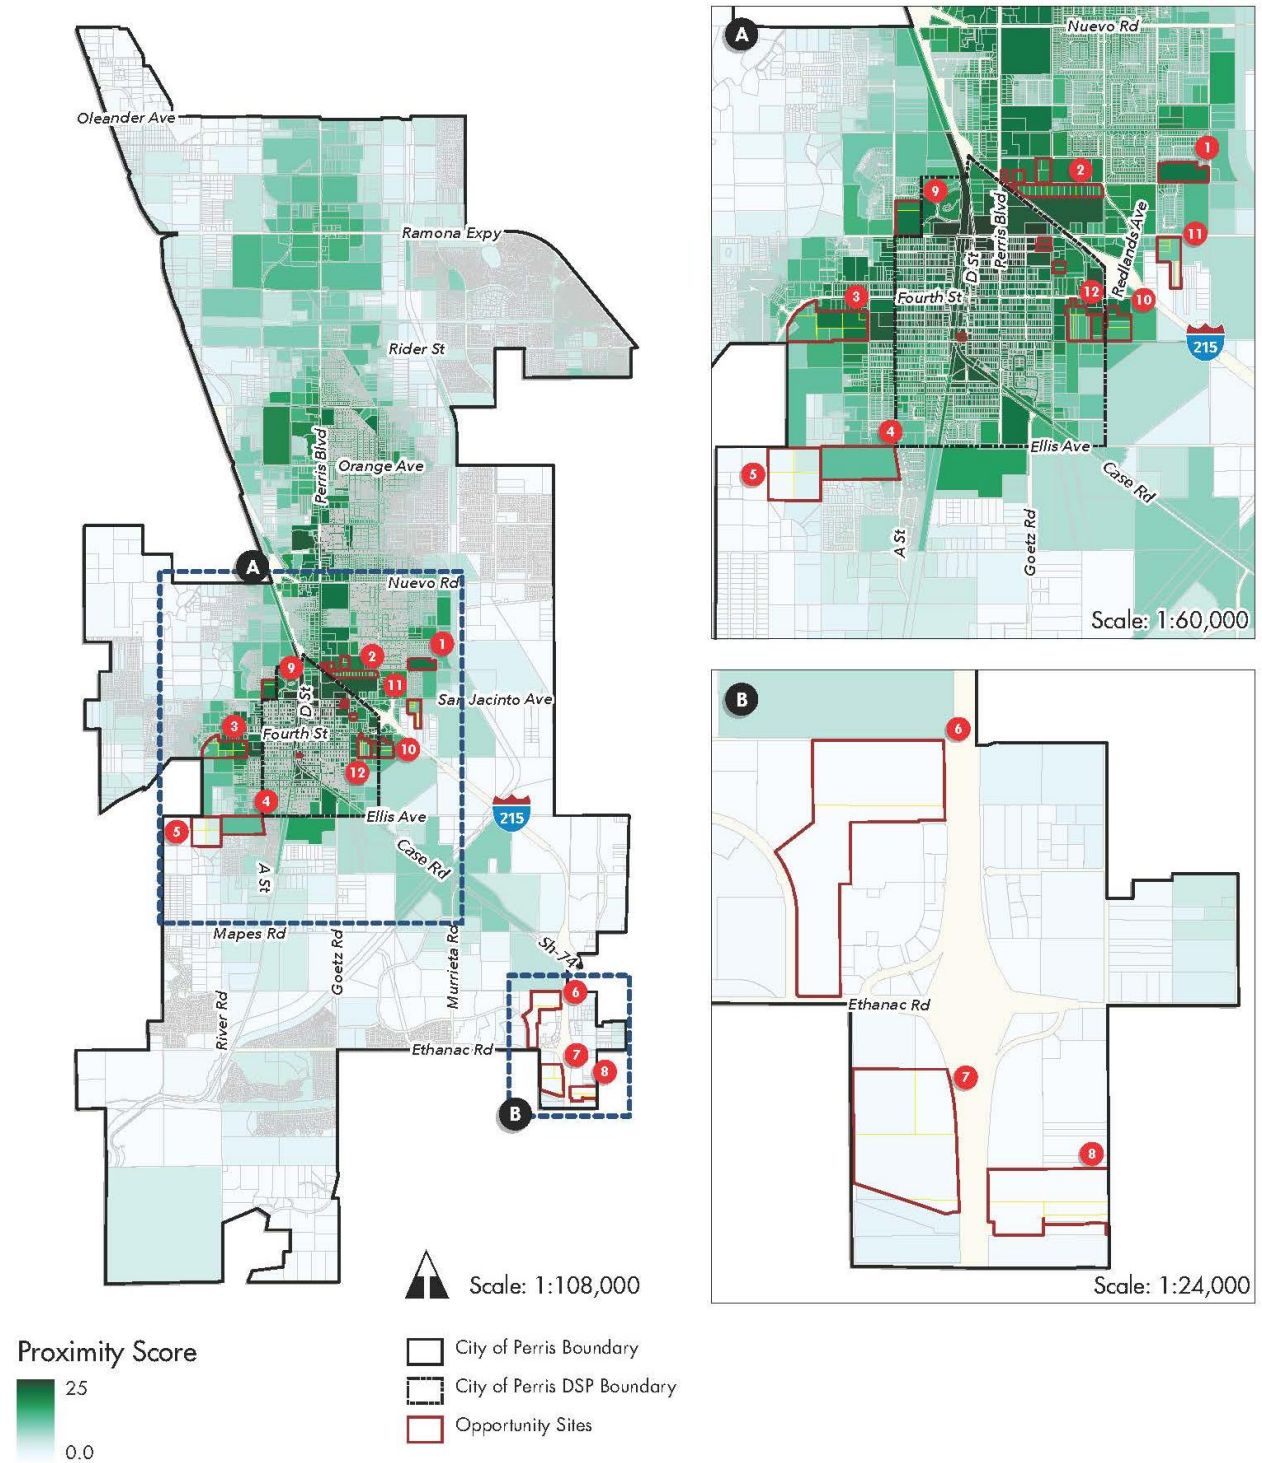 Oleander Ave
Ramona Expy
Rider St
Perris Blvd
Orange Ave
A
Nuevo Rd
1
2
9
11
D St
San Jacinto Ave
3
Fourth St
10
12
4
5
Ellis Ave
215
A St
Case Rd
Mapes Rd
Goetz Rd
Murrieta Rd
Sh-74
River Rd
6
Ethanac Rd
7
8
B
Scale: 1:108,000
A
Nuevo Rd
1
2
9
Perris Blvd
Redlands Ave
11
D St
3
Fourth St
12
10
215
4
Ellis Ave
5
Case Rd
A St
Goetz Rd
Scale: 1:60,000
B
6
Ethanac Rd
7
8
Scale: 1:24,000
Proximity Score
25
0.0
City of Perris Boundary
City of Perris DSP Boundary
Opportunity Sites